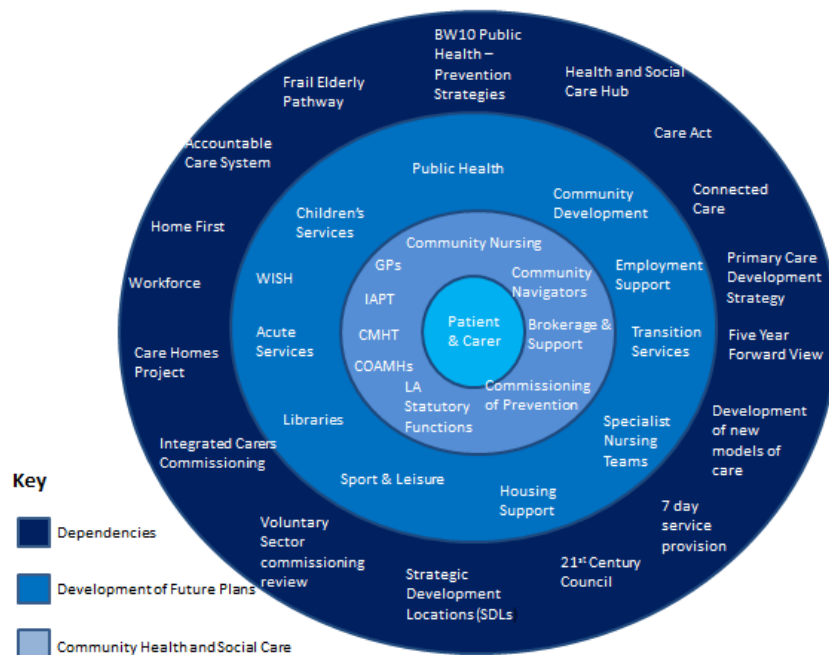 BW10 Public
Health –
Prevention
Strategies
Health and Social
Care Hub
Frail Elderly
Pathway
Care Act
Accountable
Care System
Connected
Care
Home First
Primary Care
Development
Strategy
Workforce
Five Year
Forward View
Care Homes
Project
Development
of new
models of
care
Integrated Carers
Commissioning
7 day
service
provision
Voluntary
Sector
commissioning
review
21st Century
Council
Strategic
Development
Locations (SDLs
Public Health
Community
Development
Children's
Services
Employment
Support
WISH
Transition
Services
Acute
Services
Libraries
Specialist
Nursing
Teams
Sport & Leisure
Housing
Support
Community Nursing
GPs
Community
Navigators
IAPT
Brokerage &
Support
CMHT
COAMHs
Commissioning
of Prevention
LA
Statutory
Functions
Patient
& Carer
Key
Dependencies
Development of Future Plans
Community Health and Social Care